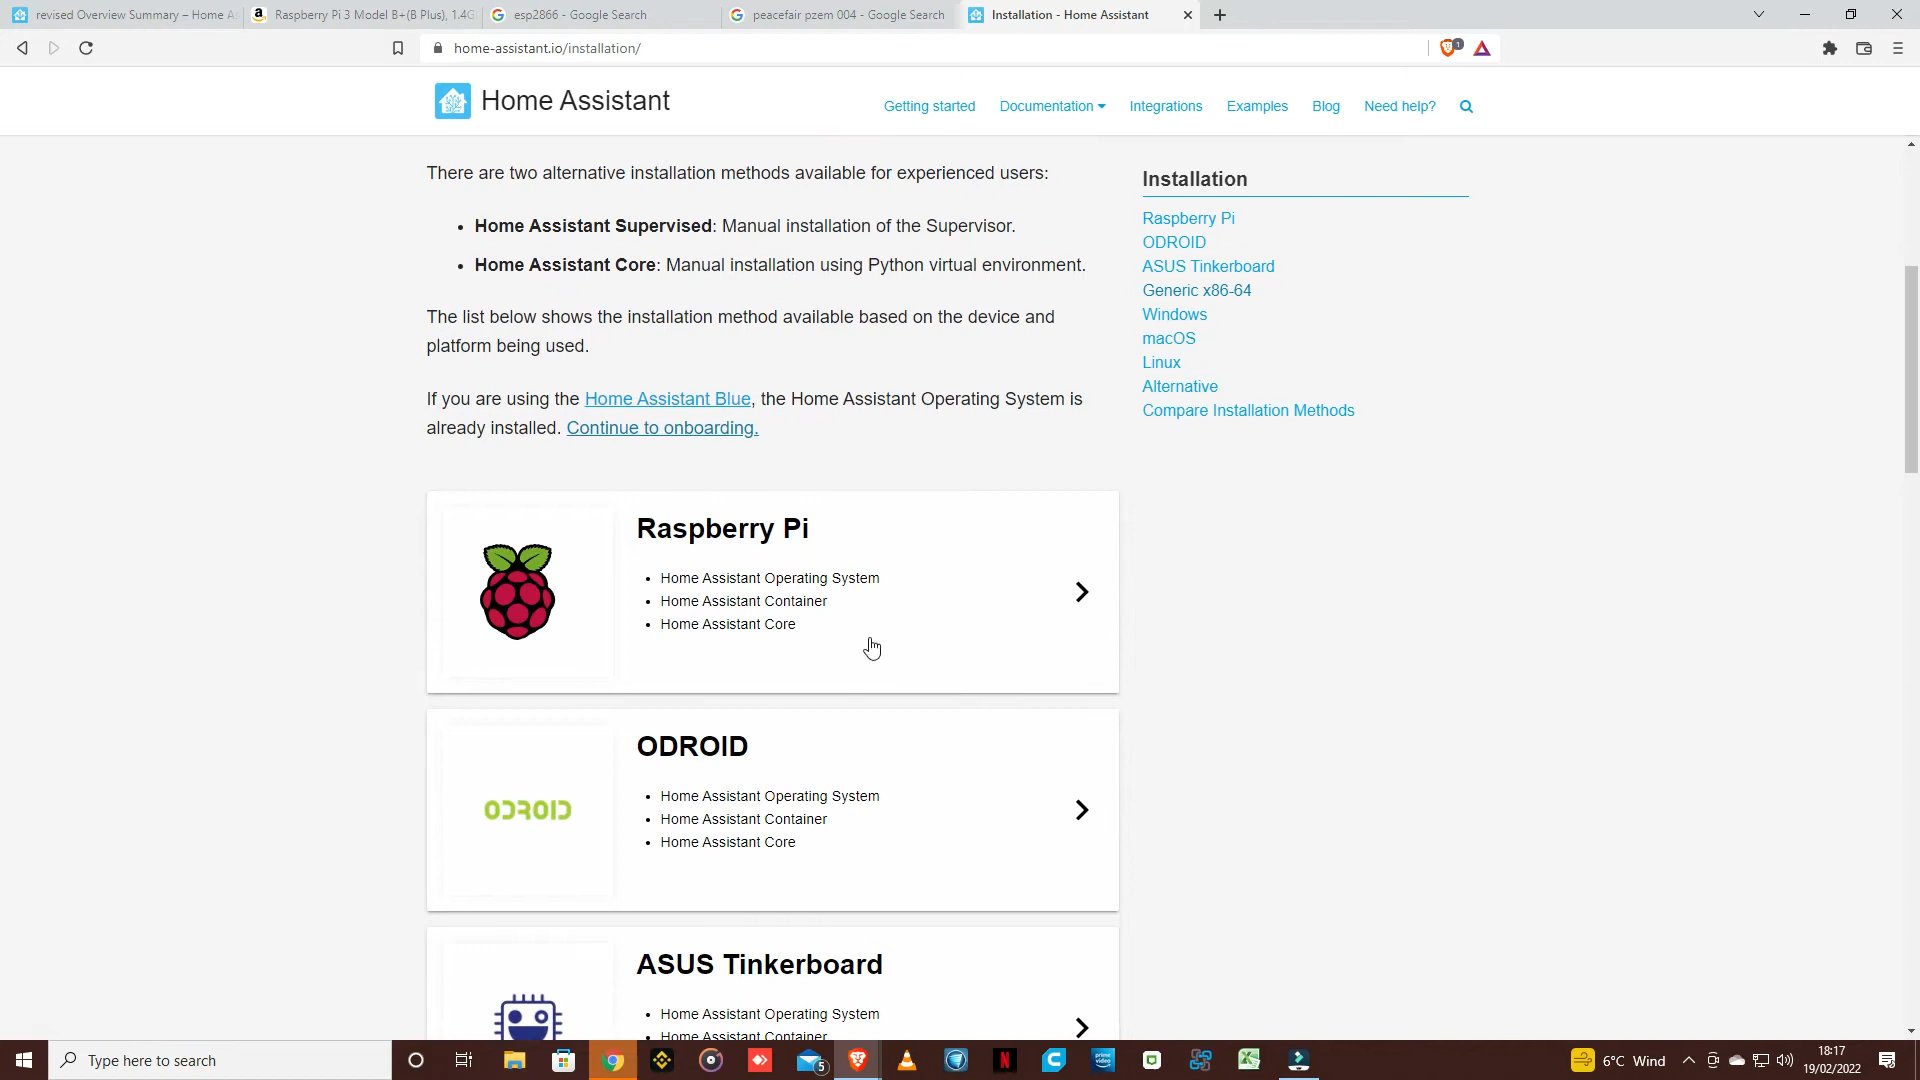 revised Overview Summary – Home As
Raspberry Pi 3 Model B+(B Plus), 1.4G
esp2866 - Google Search
peacefair pzem 004 - Google Search
Installation - Home Assistant
home-assistant.io/installation/
1
Home Assistant
Getting started
Documentation
Integrations
Examples
Blog
Need help?
There are two alternative installation methods available for experienced users:
Home Assistant Supervised: Manual installation of the Supervisor.
Home Assistant Core: Manual installation using Python virtual environment.
The list below shows the installation method available based on the device and
platform being used.
If you are using the Home Assistant Blue, the Home Assistant Operating System is
already installed. Continue to onboarding.
Installation
Raspberry Pi
ODROID
ASUS Tinkerboard
Generic x86-64
Windows
macOS
Linux
Alternative
Compare Installation Methods
Raspberry Pi
Home Assistant Operating System
Home Assistant Container
Home Assistant Core
ODROID
ODROID
Home Assistant Operating System
Home Assistant Container
Home Assistant Core
ASUS Tinkerboard
Home Assistant Operating System
Home Assistant Container
Type here to search
5
prime video
6°C Wind
18:17
19/02/2022